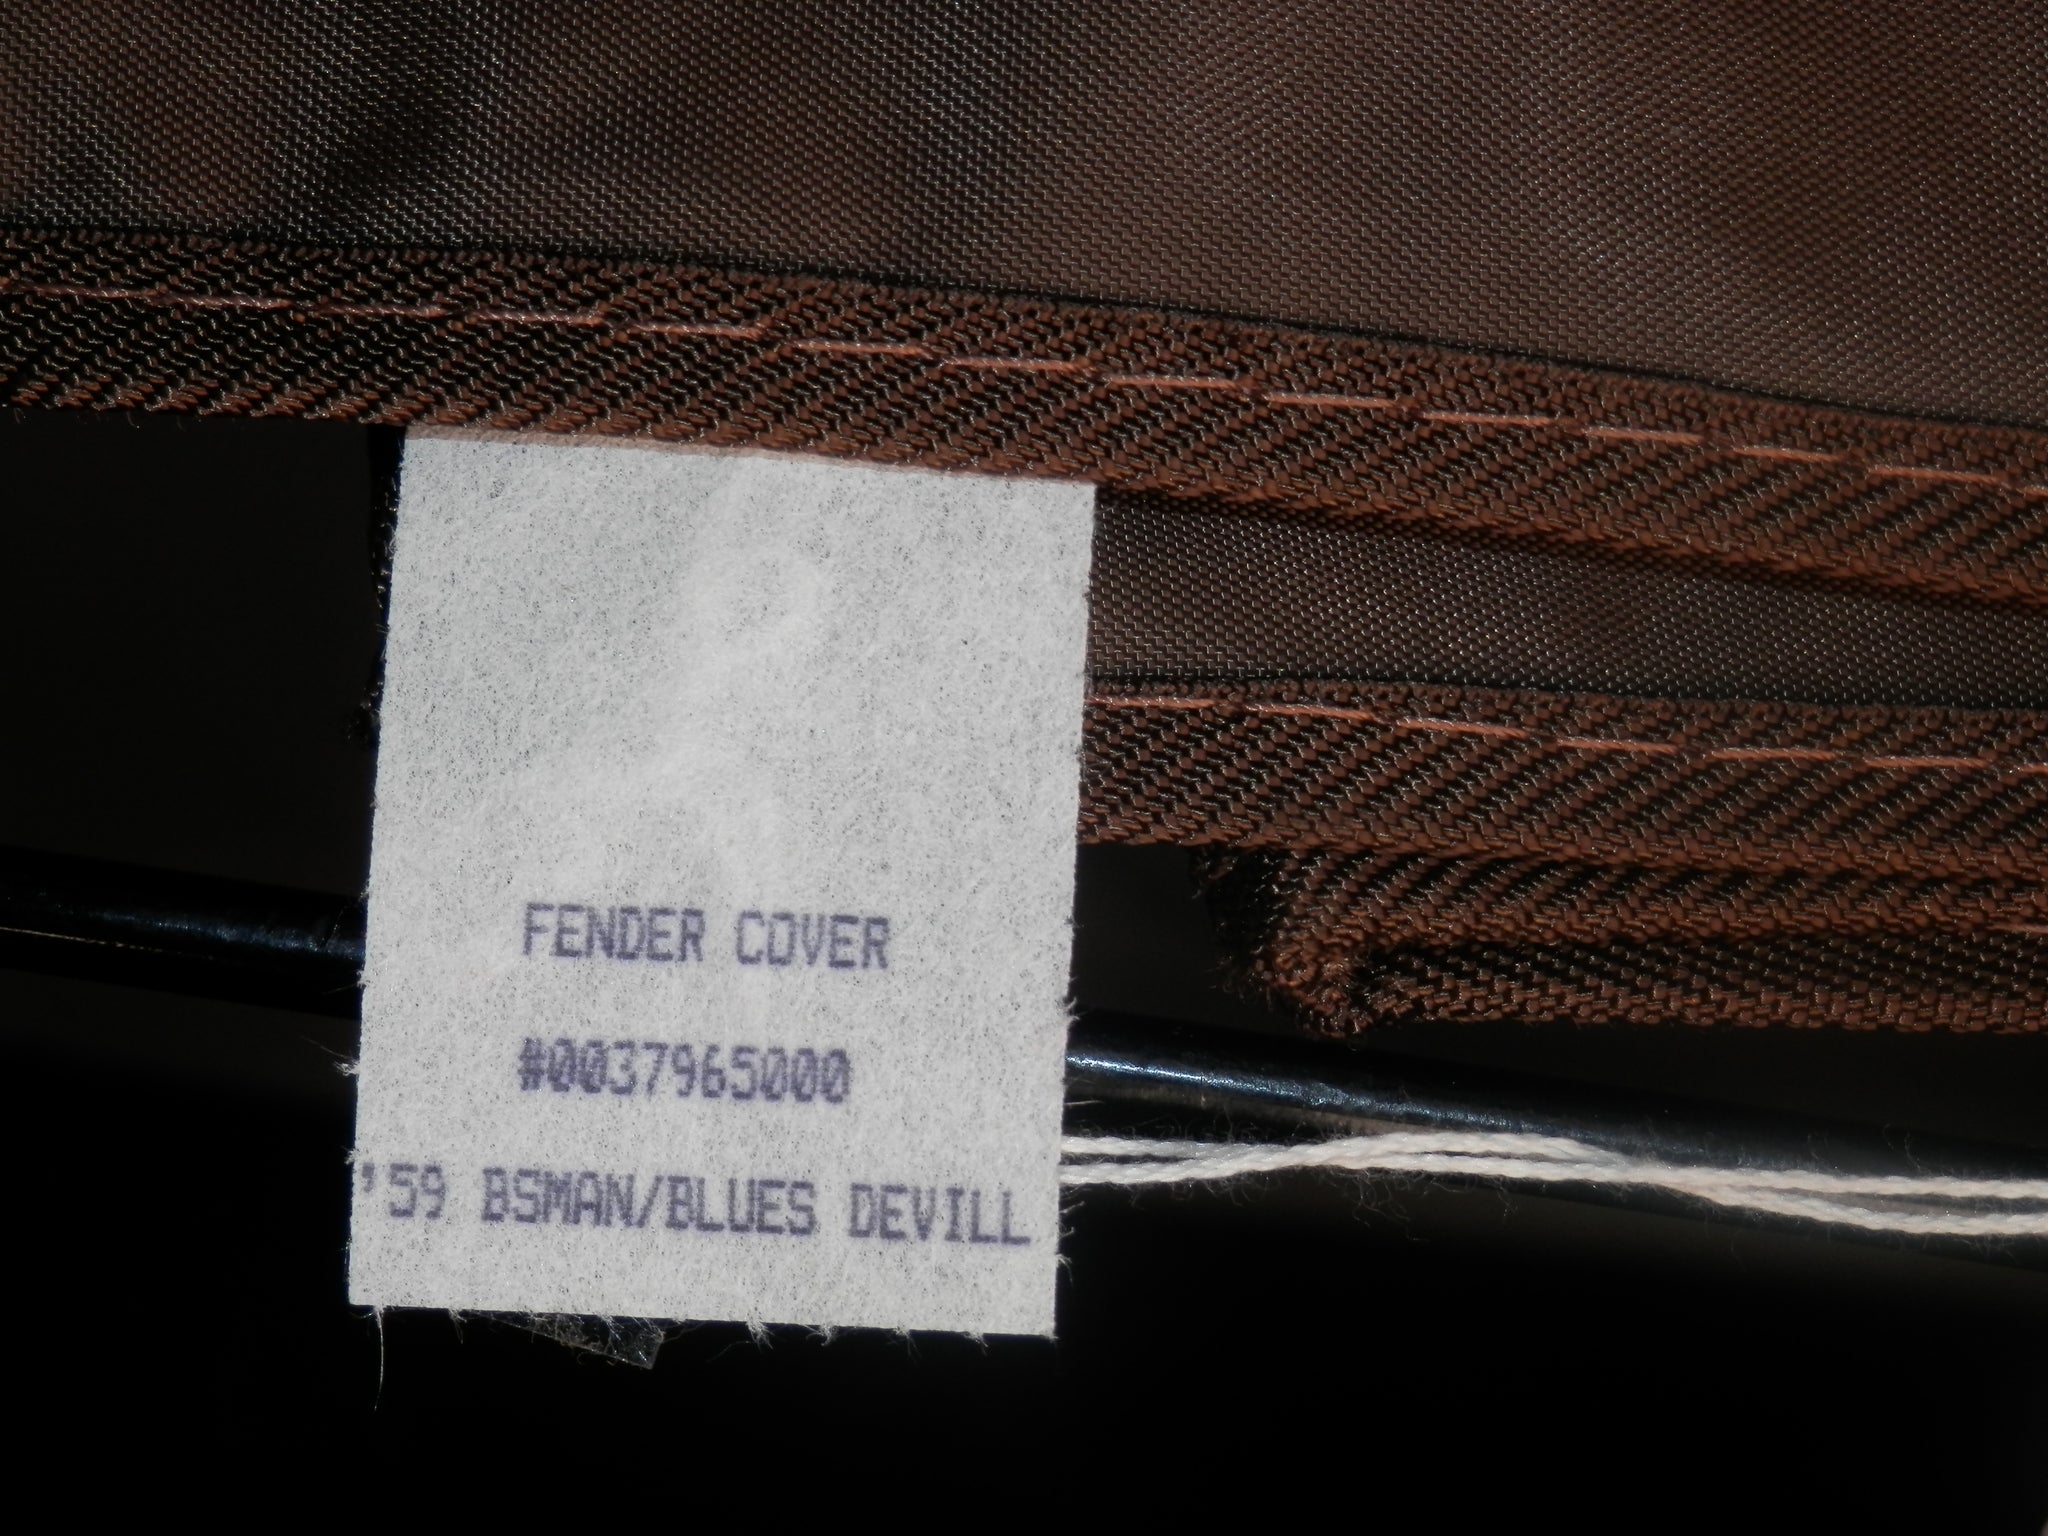 FENDER COVER
#0037965000
'59 BSMAN/BLUES DEVILL